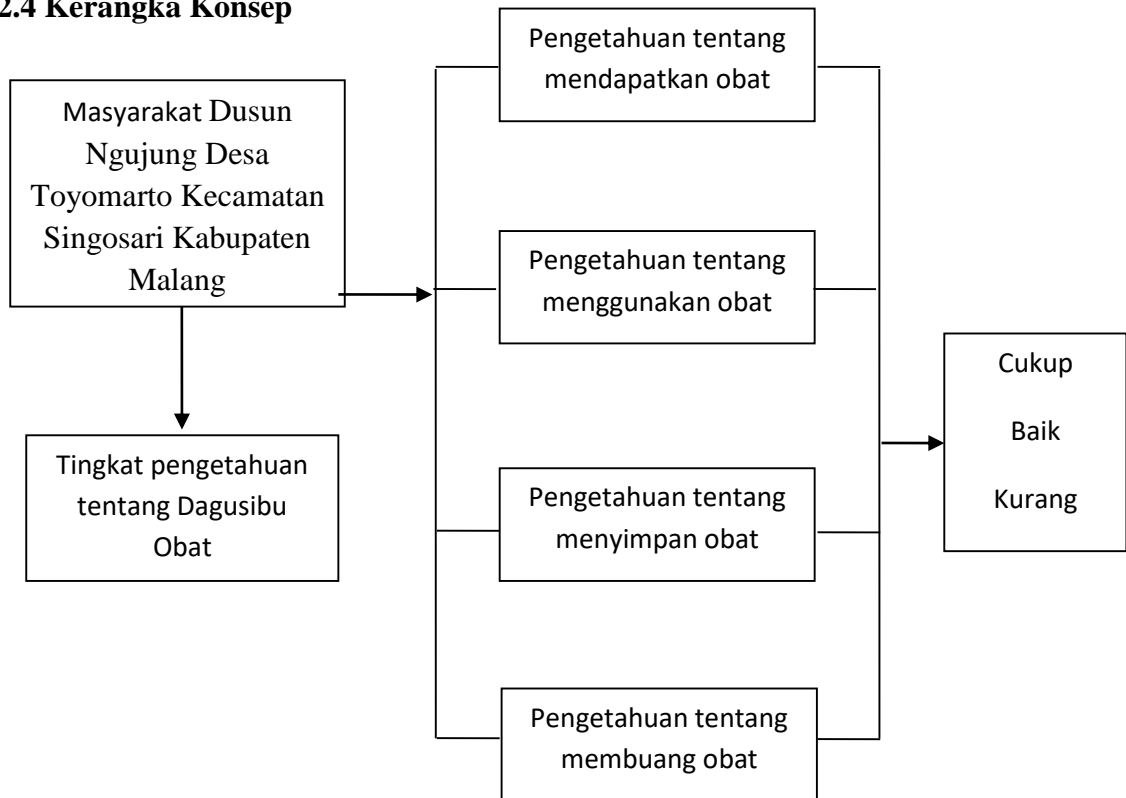 2.4 Kerangka Konsep
Masyarakat Dusun
Ngujung Desa
Toyomarto Kecamatan
Singosari Kabupaten
Malang
Tingkat pengetahuan
tentang Dagusibu
Obat
Pengetahuan tentang
mendapatkan obat
Pengetahuan tentang
menggunakan obat
Pengetahuan tentang
menyimpan obat
Pengetahuan tentang
membuang obat
Cukup
Baik
Kurang